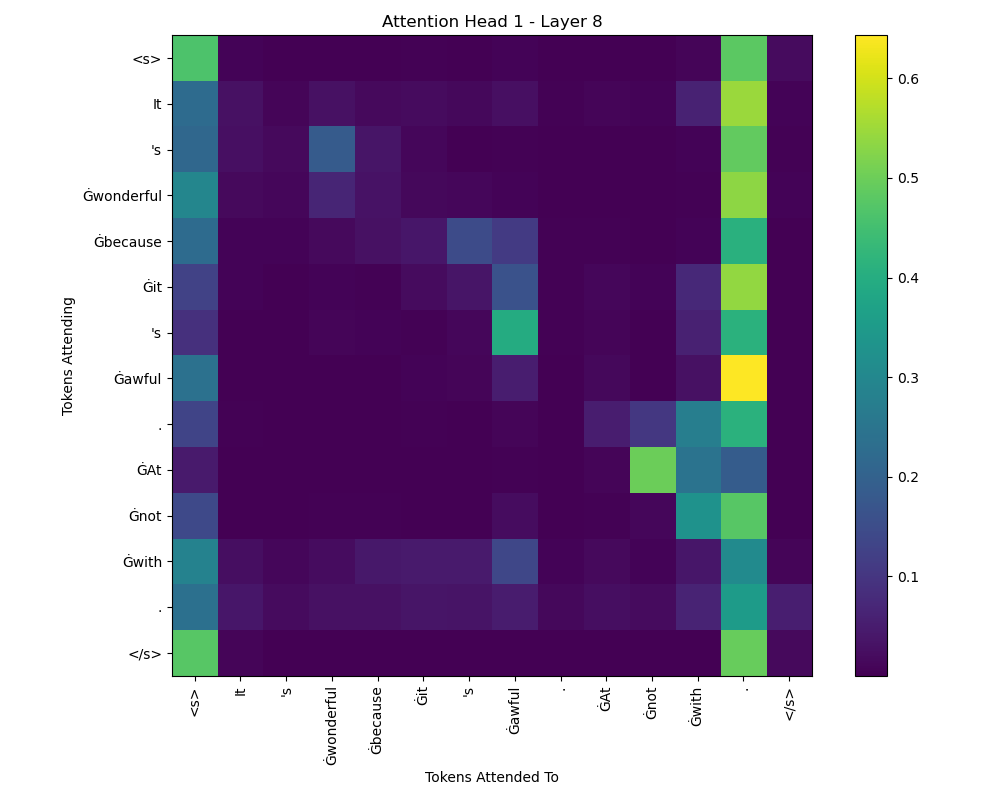 Attention Head 1 - Layer 8
Tokens Attending
<s>
It
's
Ġwonderful
Ġbecause
Ġit
's
Ġawful
.
ĠAt
Ġnot
Ġwith
.
</s>
<s>
It
's
Ġwonderful
Ġbecause
Ġit
's
Ġawful
.
ĠAt
Ġnot
Ġwith
.
</s>
Tokens Attended To
0.6
0.5
0.4
0.3
0.2
0.1